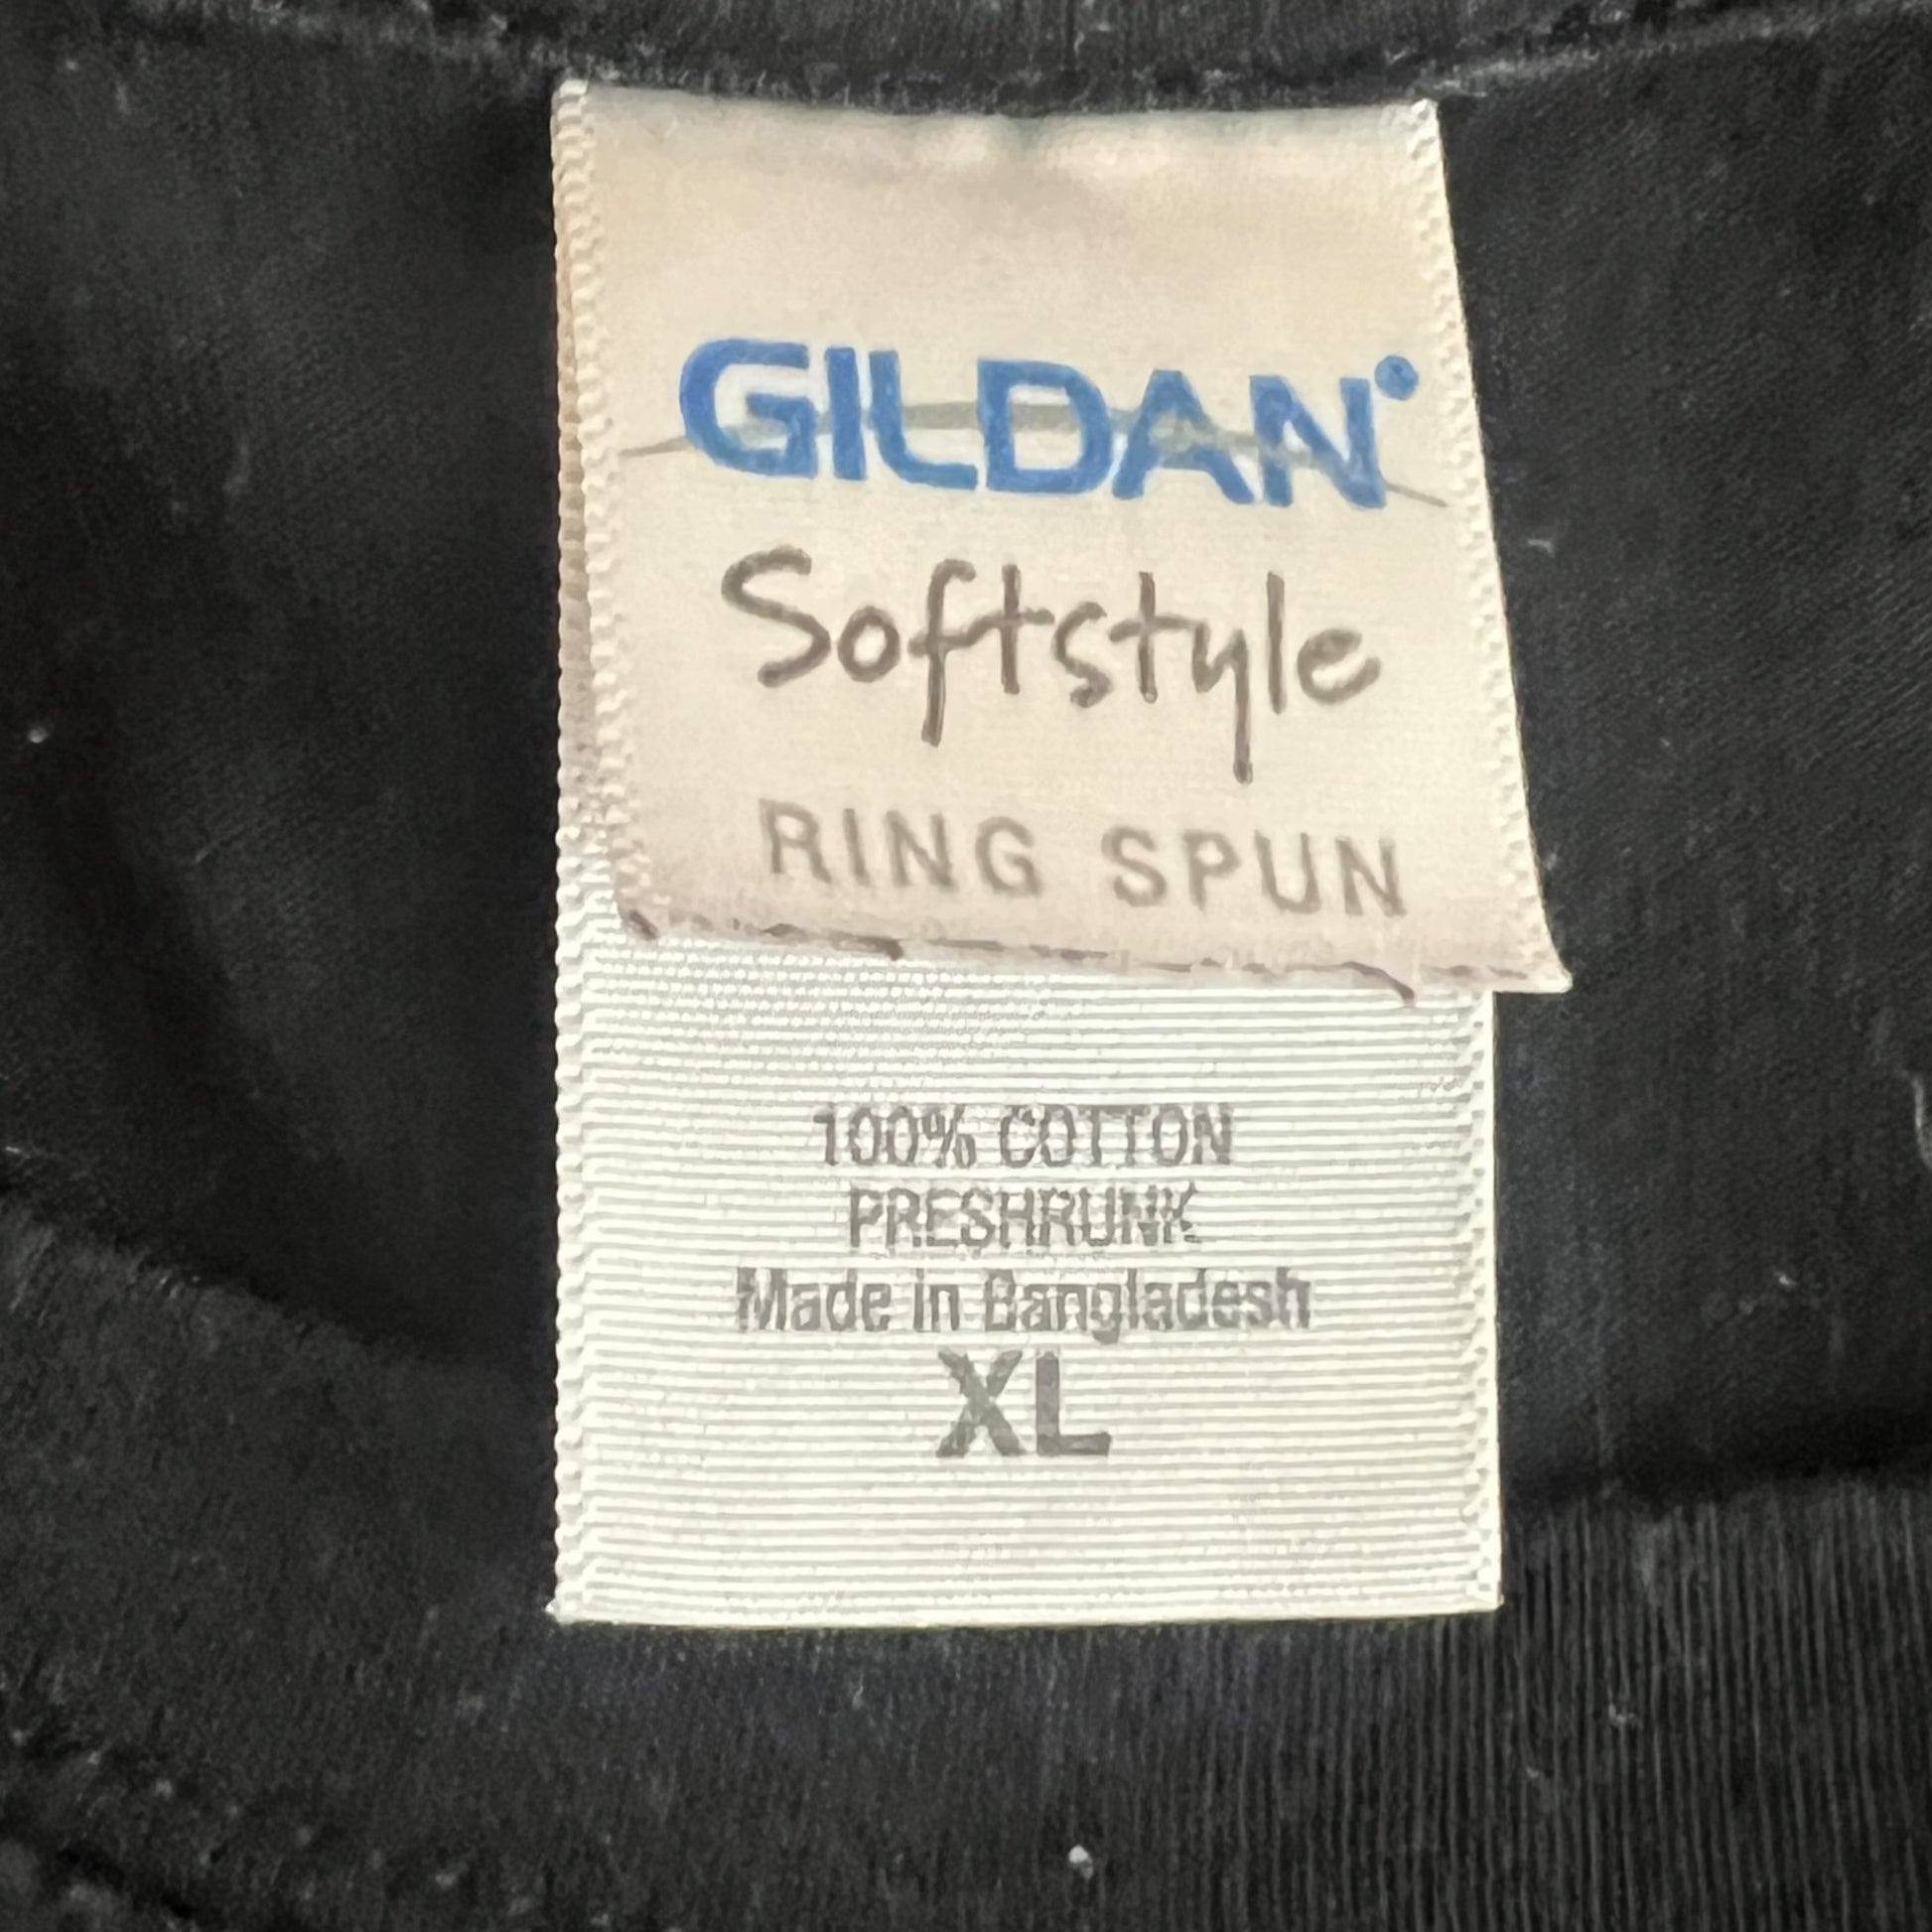 GILDAN
Softstyle
RING SPUN
100% COTTON
PRESHRUNK
Made in Bangladesh
XL